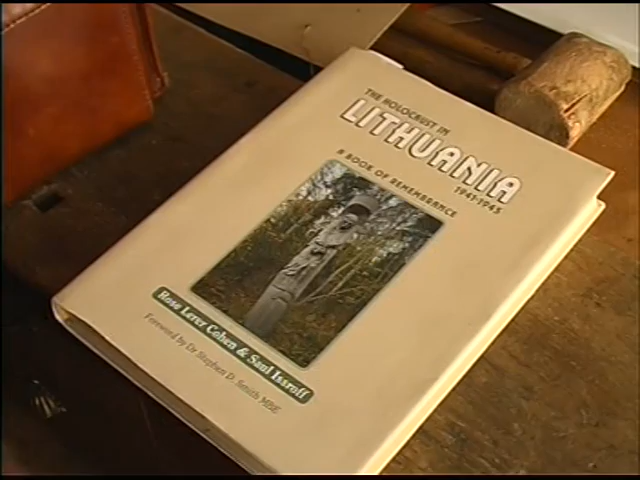 THE HOLOCAUST IN
LITHUANIA
1941-1945
A BOOK OF REMEMBRANCE
Rose Lerer Cohen & Saul Issroff
Foreword by Dr Stephen D. Smith MBE